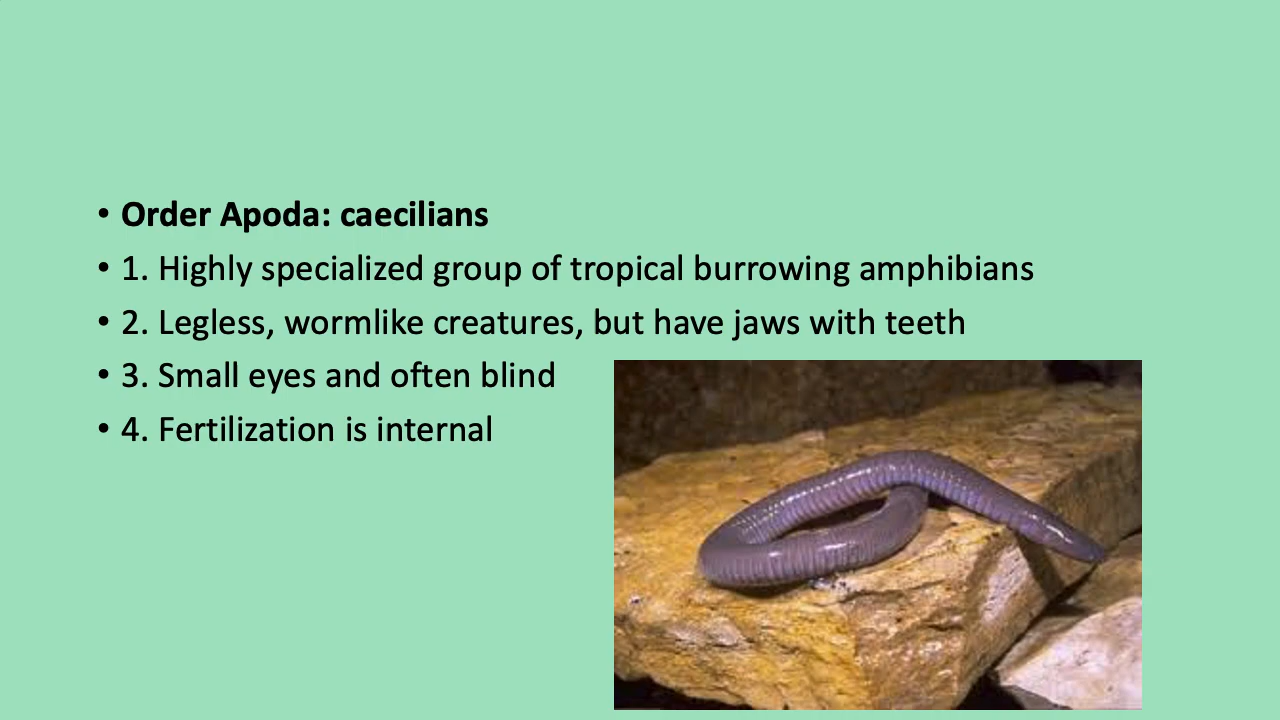 • Order Apoda: caecilians
• 1. Highly specialized group of tropical burrowing amphibians
• 2. Legless, wormlike creatures, but have jaws with teeth
• 3. Small eyes and often blind
• 4. Fertilization is internal